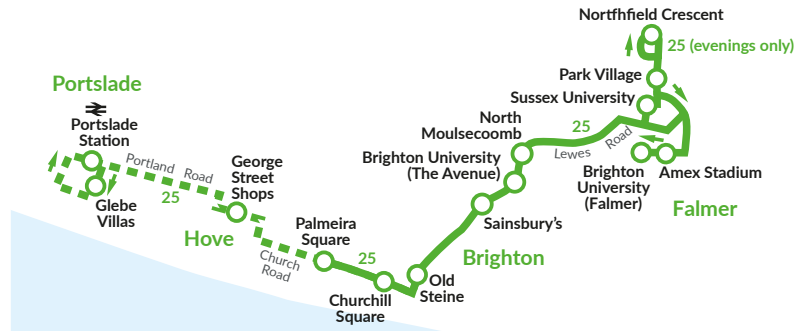 Nortfhfield Crescent
25 (evenings only)
Park Village
Sussex University
Portslade
Portslade
Station
Portland Road
25
Glebe
Villas
George
Street
Shops
Hove
Church
Road
Palmeira
Square
25
Churchill
Square
Old
Steine
Brighton
Sainsbury's
Brighton University
(The Avenue)
North
Moulsecoomb
25
Lewes Road
Brighton
University
(Falmer)
Amex Stadium
Falmer